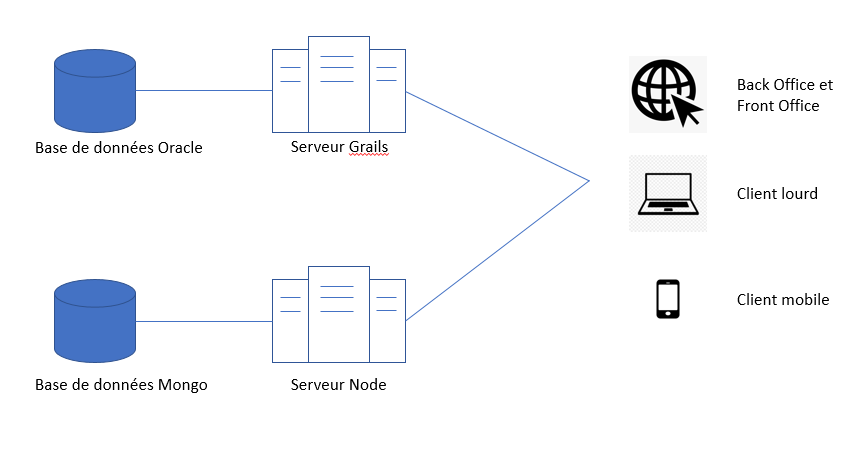 Base de données Oracle
Serveur Grails
Back Office et
Front Office
Client lourd
Client mobile
Base de données Mongo
Serveur Node